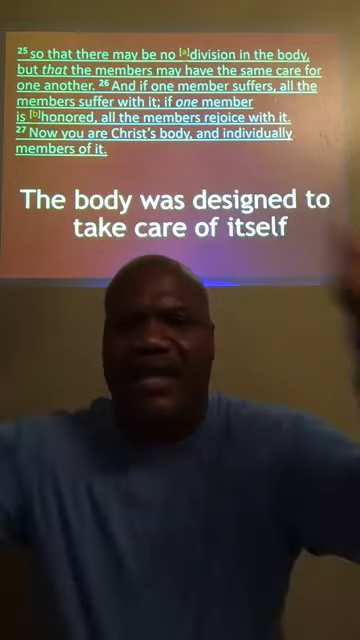 25 so that there may be no [a]division in the body,
but that the members may have the same care for
one another. 26 And if one member suffers, all the
members suffer with it; if one member
is [b]honored, all the members rejoice with it.
27 Now you are Christ's body, and individually
members of it.
The body was designed to
take care of itself